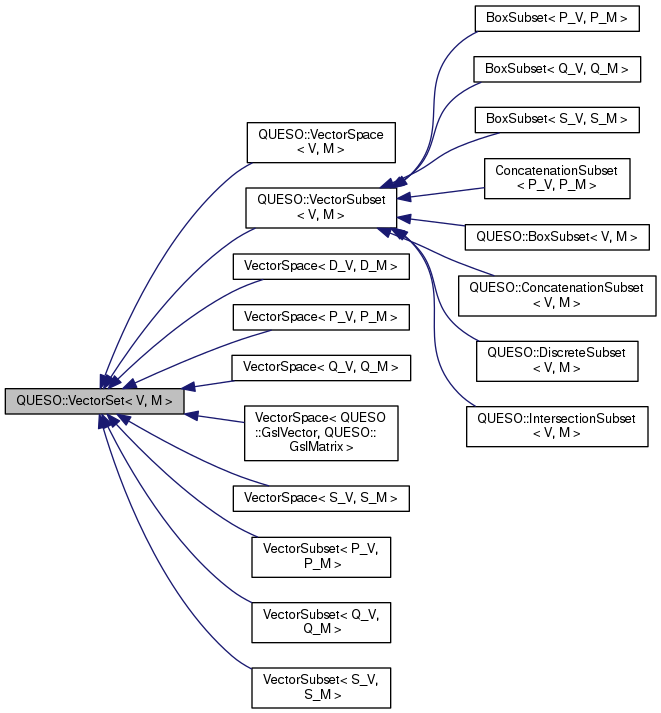 BoxSubset< P_V, P_M >
BoxSubset< Q_V, Q_M >
BoxSubset< S_V, S_M >
QUESO::VectorSpace
< V, M >
ConcatenationSubset
< P_V, P_M >
QUESO::VectorSubset
< V, M >
QUESO::BoxSubset< V, M >
VectorSpace< D_V, D_M >
QUESO::ConcatenationSubset
< V, M >
VectorSpace< P_V, P_M >
QUESO::DiscreteSubset
< V, M >
VectorSpace< Q_V, Q_M >
QUESO::VectorSet< V, M >
VectorSpace< QUESO
::GslVector, QUESO::
GslMatrix >
QUESO::IntersectionSubset
< V, M >
VectorSpace< S_V, S_M >
VectorSubset< P_V,
P_M >
VectorSubset< Q_V,
Q_M >
VectorSubset< S_V,
S_M >